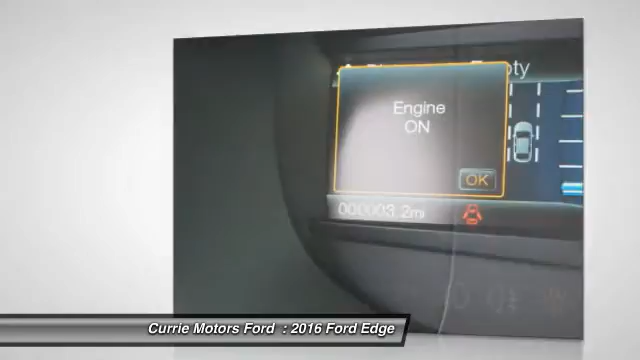 Engine
ON
OK
000003.2mi
Currie Motors Ford : 2016 Ford Edge